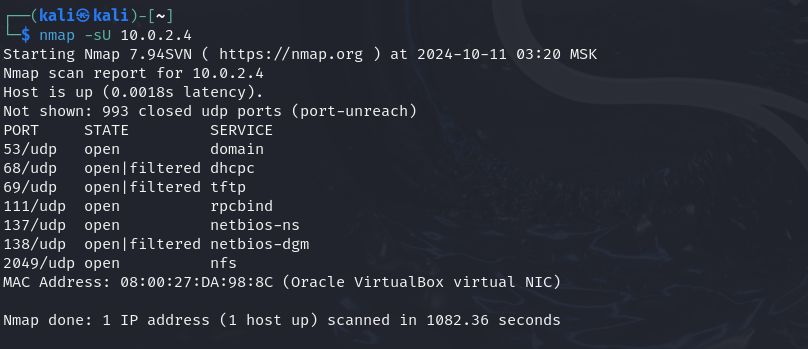 ┌──(kali㉿kali)-[~]
└─$ nmap -sU 10.0.2.4
Starting Nmap 7.94SVN ( https://nmap.org ) at 2024-10-11 03:20 MSK
Nmap scan report for 10.0.2.4
Host is up (0.0018s latency).
Not shown: 993 closed udp ports (port-unreach)
PORT     STATE         SERVICE
53/udp   open          domain
68/udp   open|filtered dhcpc
69/udp   open|filtered tftp
111/udp  open          rpcbind
137/udp  open          netbios-ns
138/udp  open|filtered netbios-dgm
2049/udp open          nfs
MAC Address: 08:00:27:DA:98:8C (Oracle VirtualBox virtual NIC)
Nmap done: 1 IP address (1 host up) scanned in 1082.36 seconds